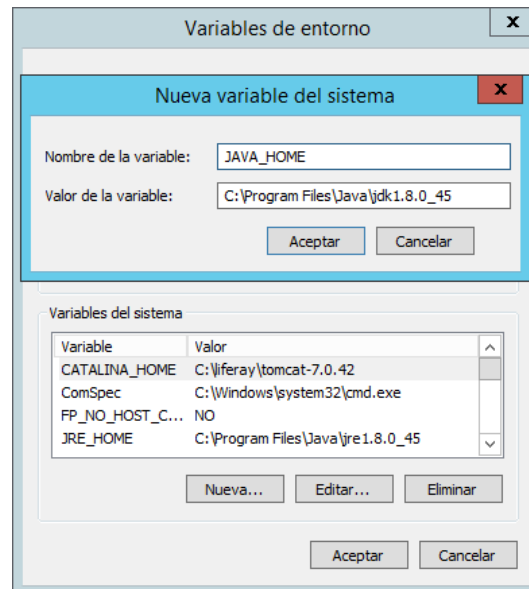 Variables de entorno
x
Nueva variable del sistema
x
Nombre de la variable: JAVA_HOME
Valor de la variable: C:\Program Files\Java\jdk1.8.0_45
Aceptar Cancelar
Variables del sistema
Variable Valor
CATALINA_HOME C:\liferay\tomcat-7.0.42
ComSpec C:\Windows\system32\cmd.exe
FP_NO_HOST_C... NO
JRE_HOME C:\Program Files\Java\jre1.8.0_45
Nueva... Editar... Eliminar
Aceptar Cancelar